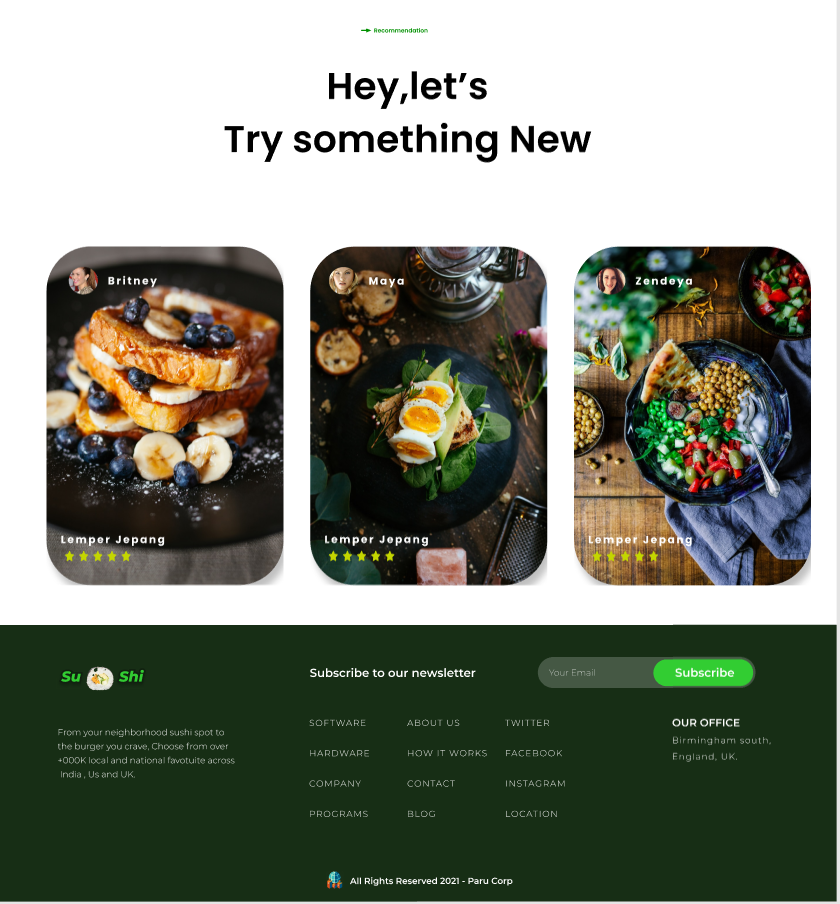 Recommendation
Hey,let's
Try something New
Britney
Maya
Zendeya
Lemper Jepang
Lemper Jepang
Lemper Jepang
Su Shi
Subscribe to our newsletter
Your Email
Subscribe
From your neighborhood sushi spot to
the burger you crave, Choose from over
+000K local and national favotuite across
India , Us and UK.
SOFTWARE
ABOUT US
TWITTER
HARDWARE
HOW IT WORKS
FACEBOOK
COMPANY
CONTACT
INSTAGRAM
PROGRAMS
BLOG
LOCATION
OUR OFFICE
Birmingham south,
England, UK.
All Rights Reserved 2021 - Paru Corp